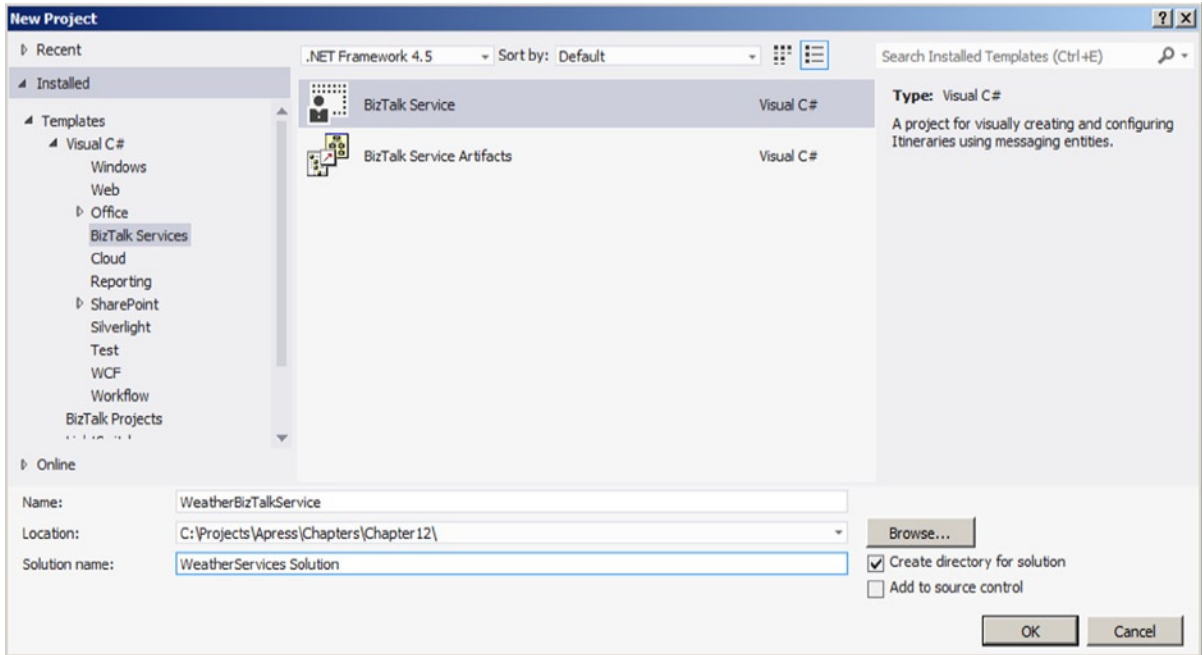 New Project
Recent
Installed
Templates
Visual C#
Windows
Web
Office
BizTalk Services
Cloud
Reporting
SharePoint
Silverlight
Test
WCF
Workflow
BizTalk Projects
Online
.NET Framework 4.5 Sort by: Default
BizTalk Service Visual C#
BizTalk Service Artifacts Visual C#
Search Installed Templates (Ctrl+E)
Type: Visual C#
A project for visually creating and configuring
Itineraries using messaging entities.
Name: WeatherBizTalkService
Location: C:\Projects\Apress\Chapters\Chapter12\ Browse...
Solution name: WeatherServices Solution
Create directory for solution
Add to source control
OK Cancel